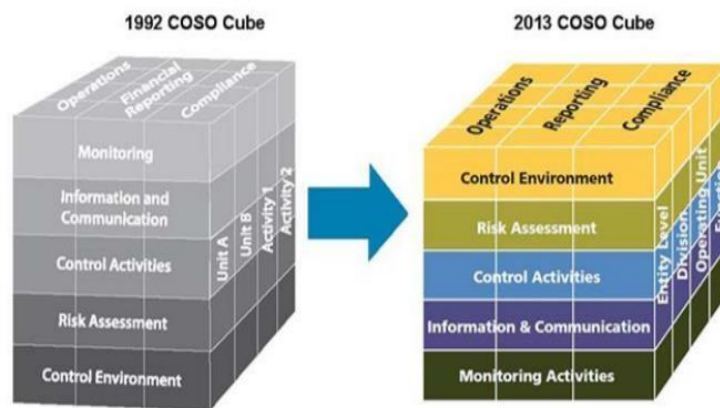 1992 COSO Cube
Operations
Financial
Reporting
Compliance
Monitoring
Information and
Communication
Control Activities
Risk Assessment
Control Environment
Unit A
Unit B
Activity 1
Activity 2
2013 COSO Cube
Operations
Reporting
Compliance
Control Environment
Risk Assessment
Control Activities
Information & Communication
Monitoring Activities
Entity Level
Division
Operating Unit